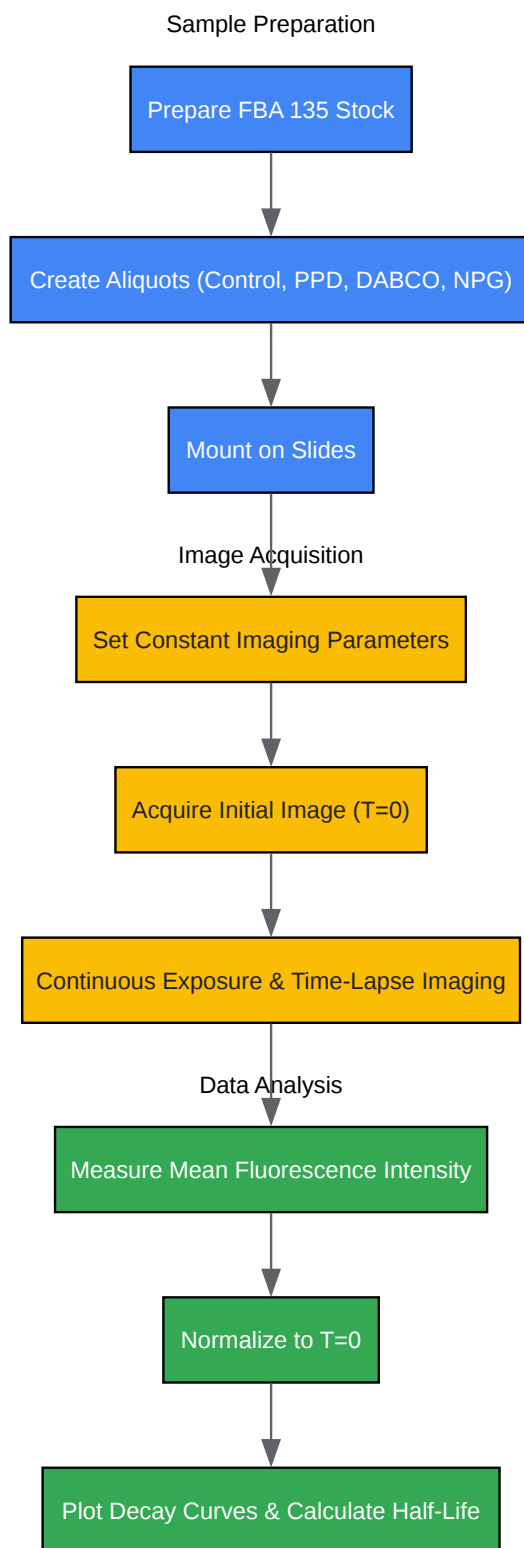 Sample Preparation
Prepare FBA 135 Stock
Create Aliquots (Control, PPD, DABCO, NPG)
Mount on Slides
Image Acquisition
Set Constant Imaging Parameters
Acquire Initial Image (T=0)
Continuous Exposure & Time-Lapse Imaging
Data Analysis
Measure Mean Fluorescence Intensity
Normalize to T=0
Plot Decay Curves & Calculate Half-Life